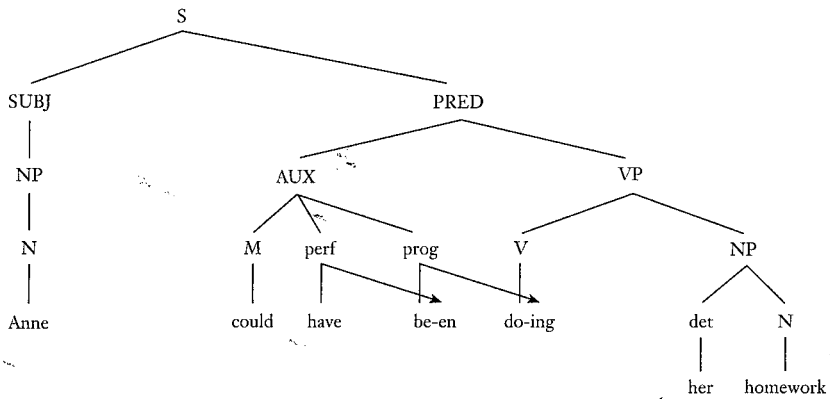 S
SUBJ PRED
NP AUX VP
N M perf prog V NP
Anne could have be-en do-ing det N
her homework